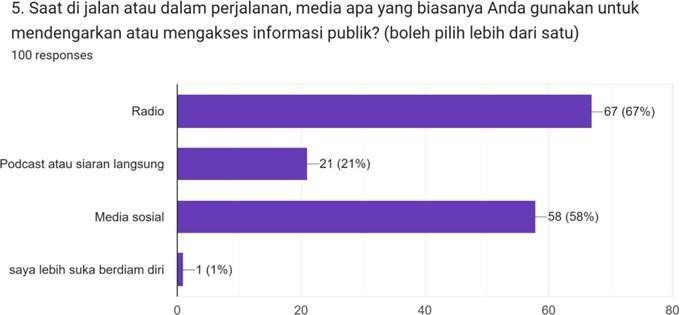 5. Saat di jalan atau dalam perjalanan, media apa yang biasanya Anda gunakan untuk
mendengarkan atau mengakses informasi publik? (boleh pilih lebih dari satu)
100 responses
Radio
67 (67%)
Podcast atau siaran langsung
21 (21%)
Media sosial
58 (58%)
saya lebih suka berdiam diri
1 (1%)
0
20
40
60
80